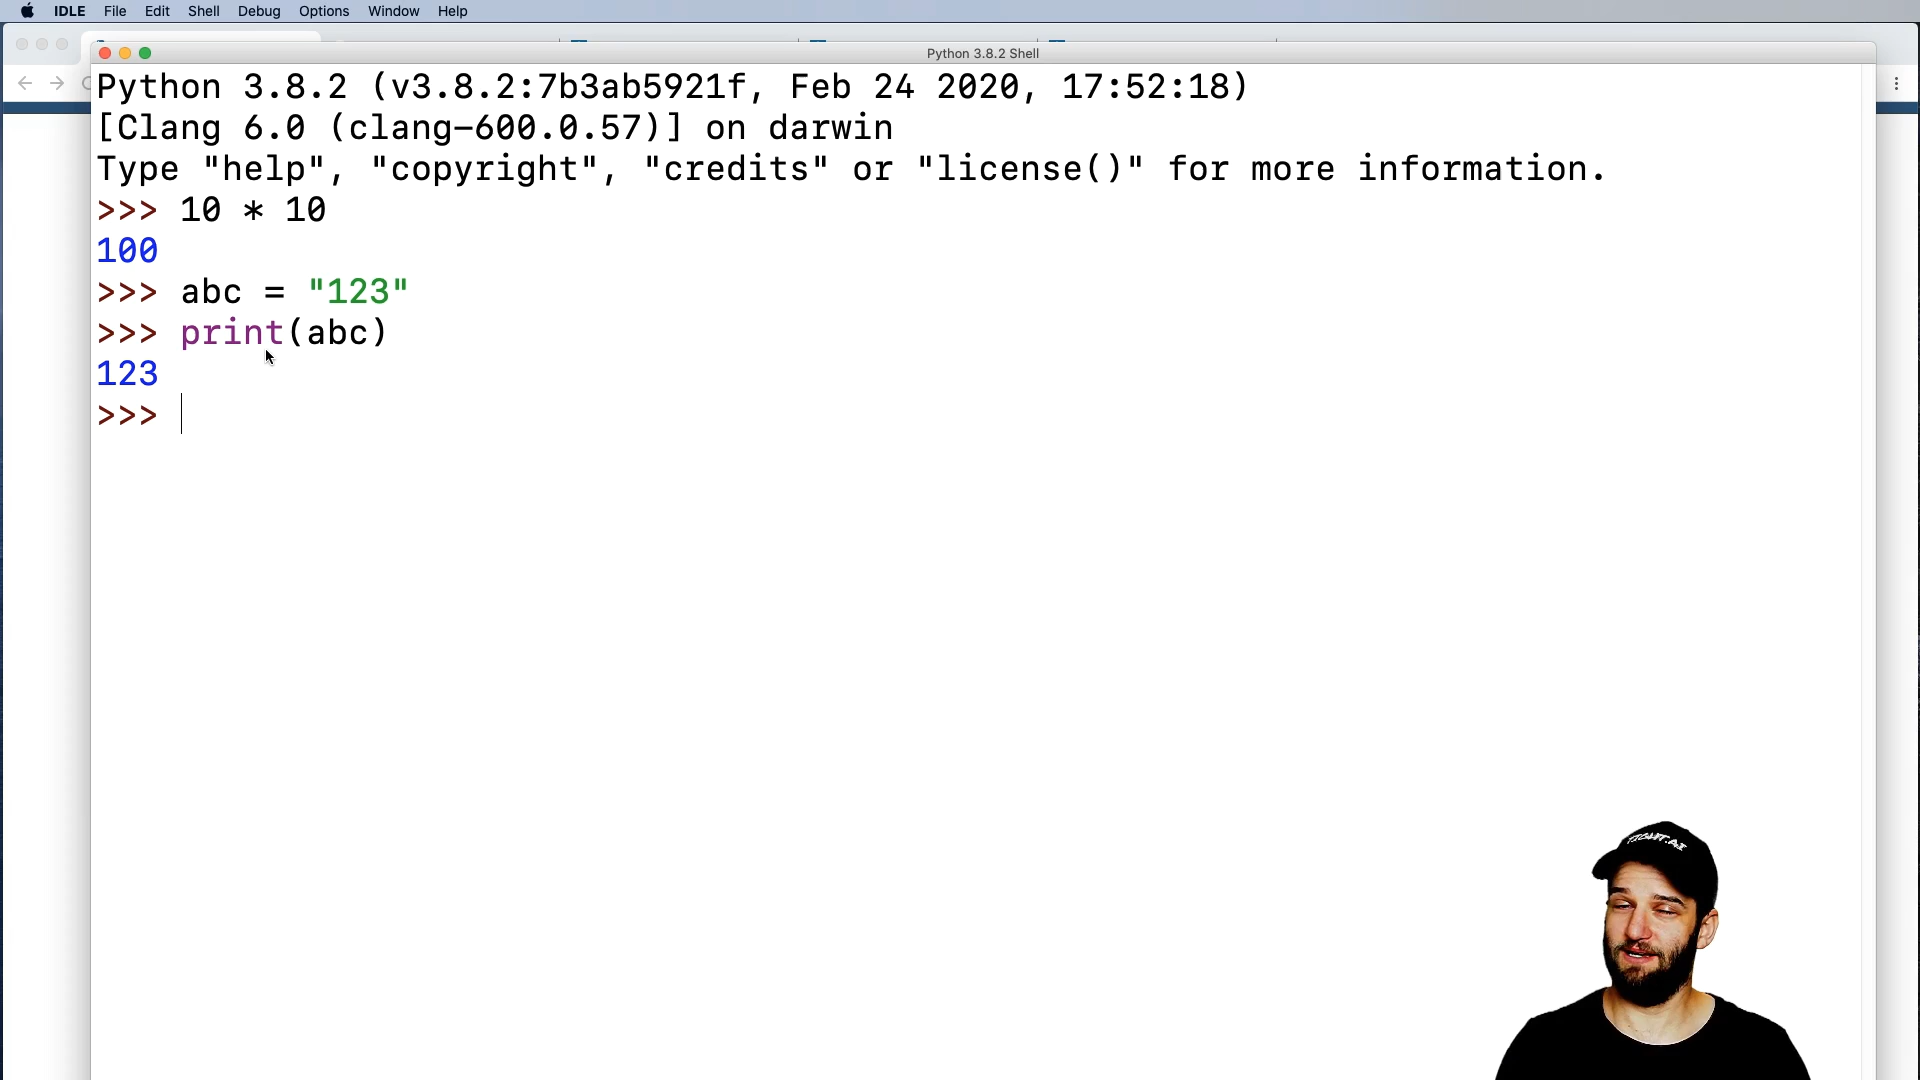 IDLE File Edit Shell Debug Options Window Help
Python 3.8.2 Shell
Python 3.8.2 (v3.8.2:7b3ab5921f, Feb 24 2020, 17:52:18)
[Clang 6.0 (clang-600.0.57)] on darwin
Type "help", "copyright", "credits" or "license()" for more information.
>>> 10 * 10
100
>>> abc = "123"
>>> print(abc)
123
>>>